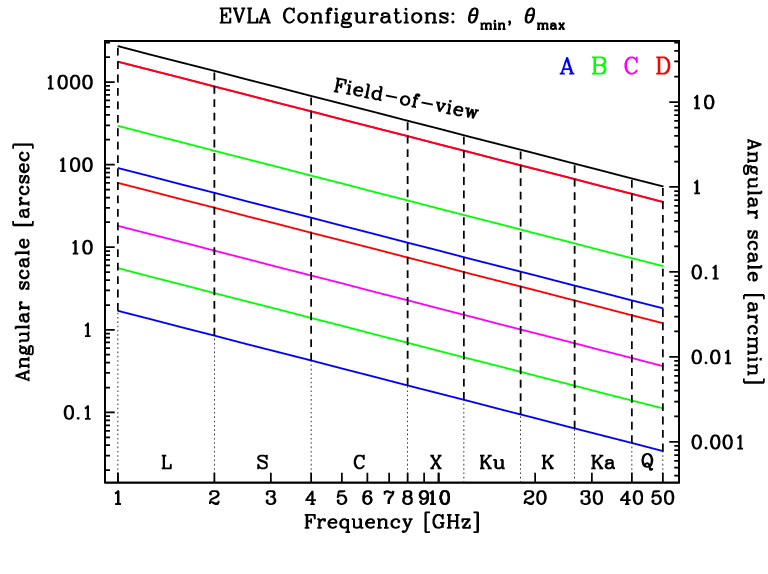 EVLA Configurations: θmin, θmax
A B C D
Field-of-view
Angular scale [arcsec]
1000
100
10
1
0.1
Angular scale [arcmin]
10
1
0.1
0.01
0.001
L S C X Ku K Ka Q
1 2 3 4 5 6 7 8 9 10 20 30 40 50
Frequency [GHz]